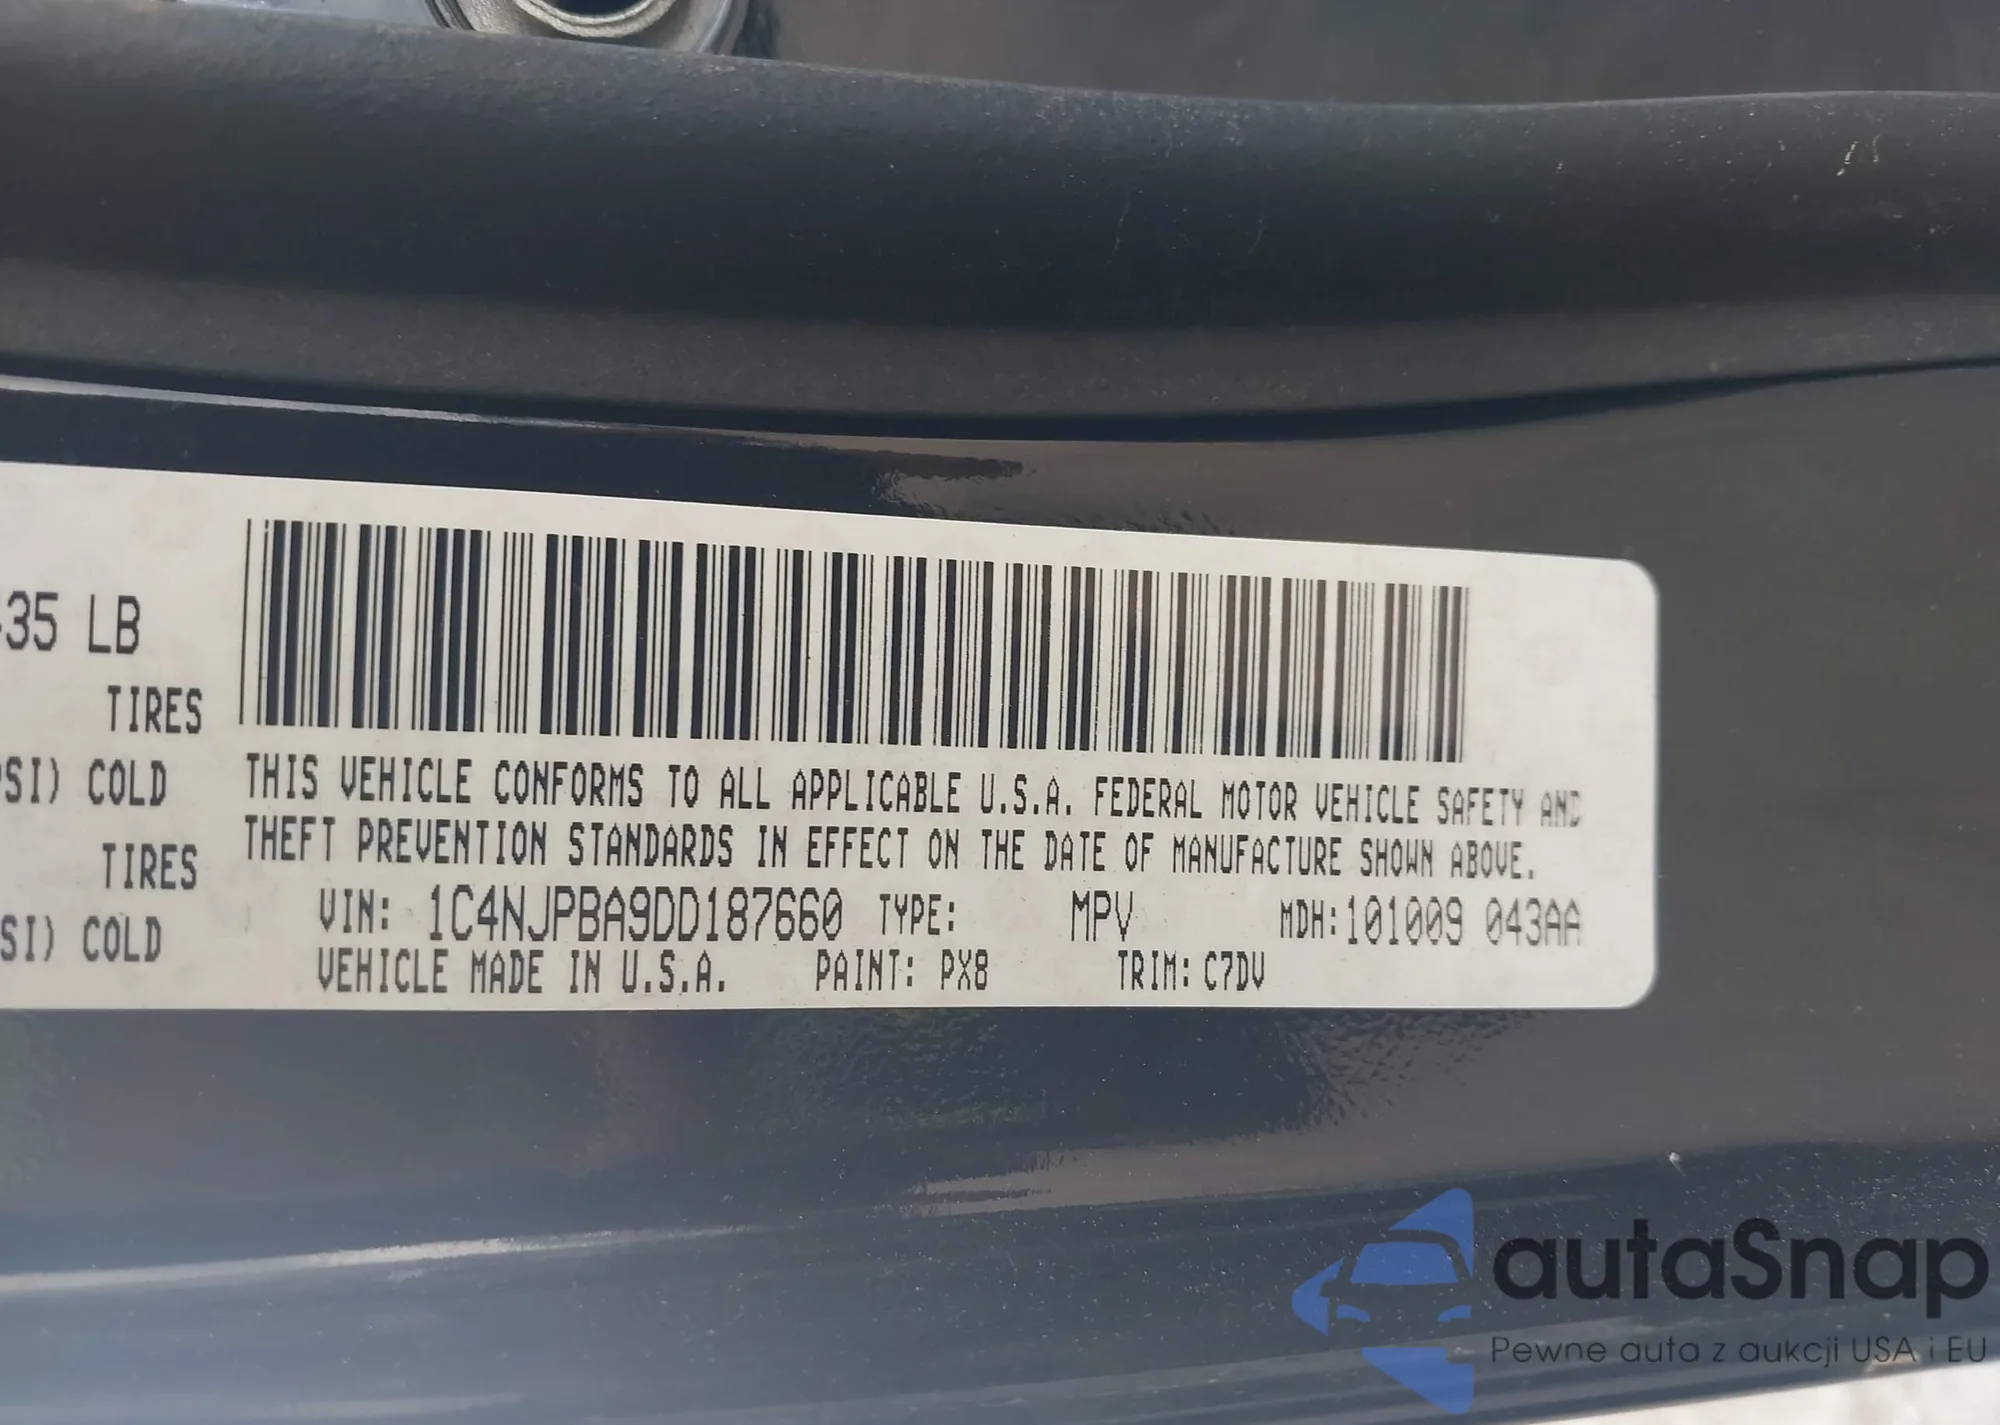 35 LB
TIRES
PSI) COLD
TIRES
SI) COLD
THIS VEHICLE CONFORMS TO ALL APPLICABLE U.S.A. FEDERAL MOTOR VEHICLE SAFETY AND
THEFT PREVENTION STANDARDS IN EFFECT ON THE DATE OF MANUFACTURE SHOWN ABOVE.
VIN: 1C4NJPBA9DD187660 TYPE: MPV MDH:101009 043AA
VEHICLE MADE IN U.S.A. PAINT: PX8 TRIM: C7DV
autaSnap
Pewne auta z aukcji USA i EU